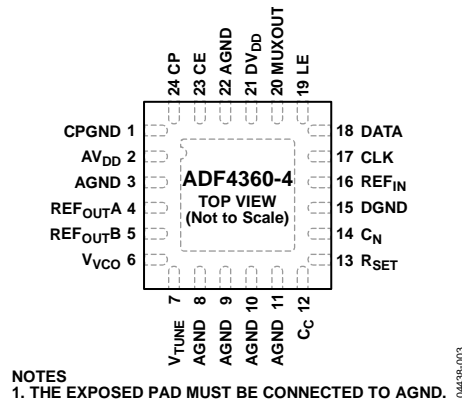 24 CP
23 CE
22 AGND
21 DVDD
20 MUXOUT
19 LE
CPGND 1
AVDD 2
AGND 3
REFOUTA 4
REFOUTB 5
VVCO 6
ADF4360-4
TOP VIEW
(Not to Scale)
18 DATA
17 CLK
16 REFIN
15 DGND
14 CN
13 RSET
VTUNE 7
AGND 8
AGND 9
AGND 10
AGND 11
CC 12
NOTES
1. THE EXPOSED PAD MUST BE CONNECTED TO AGND.
04438-003